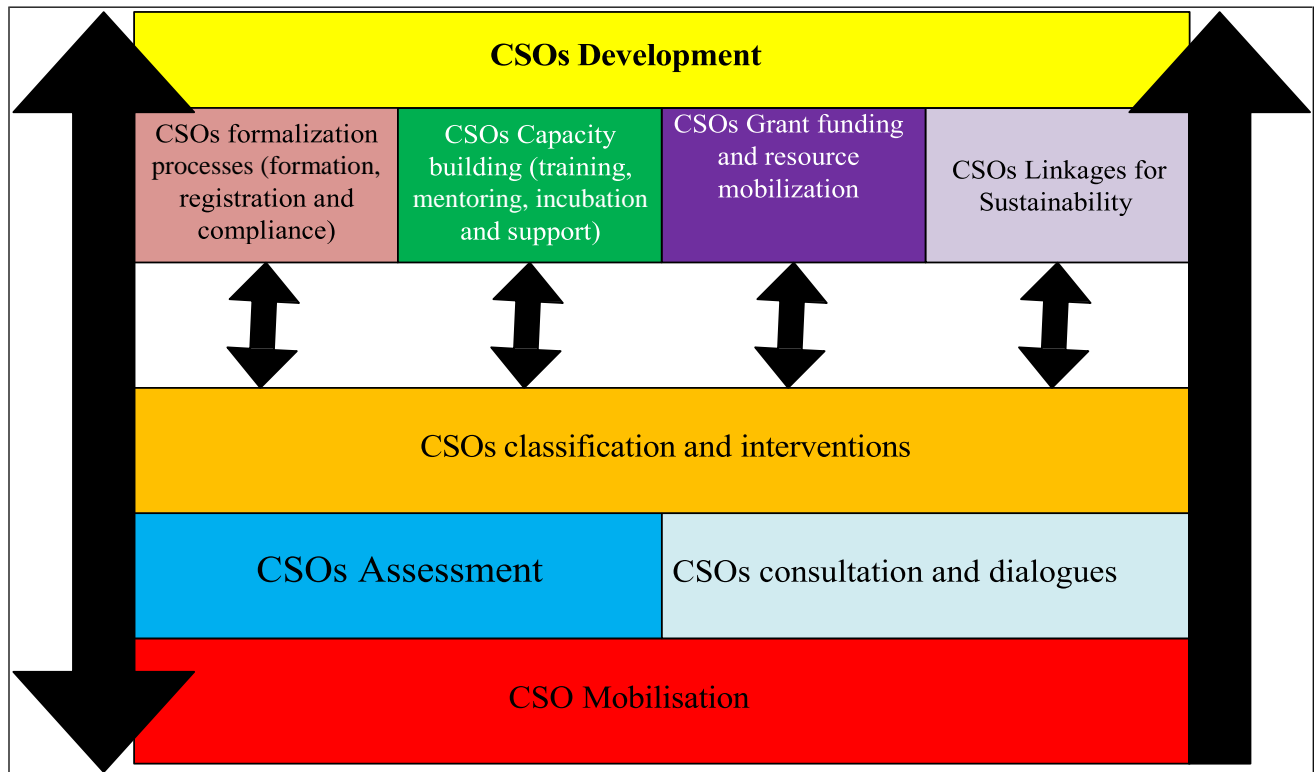 CSOs Development
CSOs formalization
processes (formation,
registration and
compliance)
CSOs Capacity
building (training,
mentoring, incubation
and support)
CSOs Grant funding
and resource
mobilization
CSOs Linkages for
Sustainability
CSOs classification and interventions
CSOs Assessment
CSOs consultation and dialogues
CSO Mobilisation